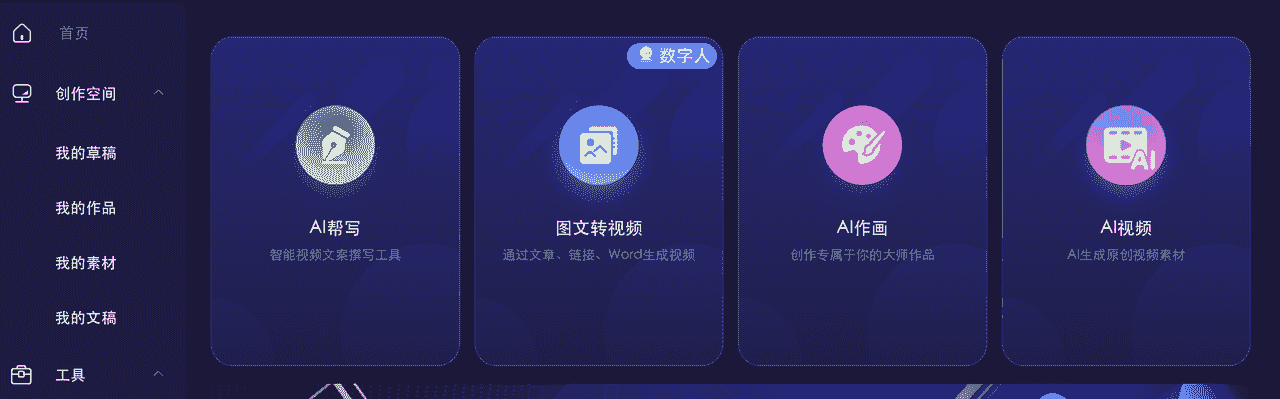 首页
创作空间
我的草稿
我的作品
我的素材
我的文稿
工具
AI帮写
智能视频文案撰写工具
数字人
图文转视频
通过文章、链接、Word生成视频
AI作画
创作专属于你的大师作品
AI
AI视频
AI生成原创视频素材